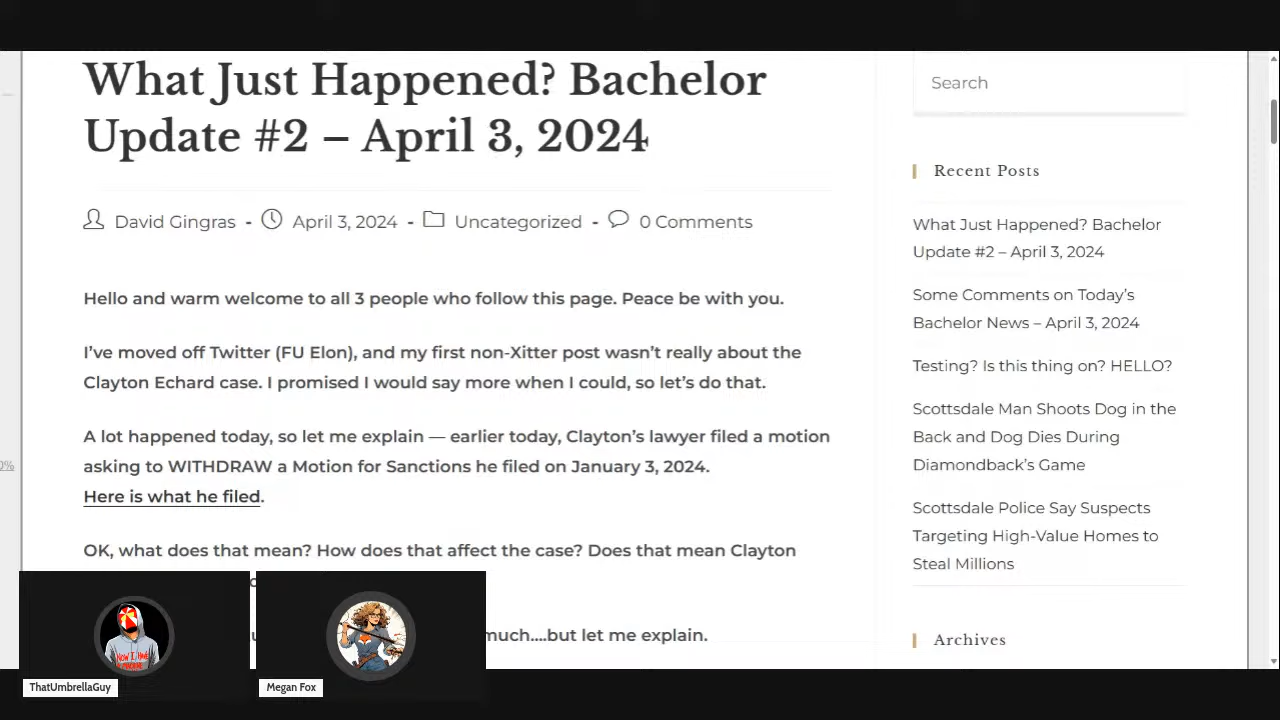 What Just Happened? Bachelor
Update #2 – April 3, 2024
David Gingras - April 3, 2024 - Uncategorized - 0 Comments
Hello and warm welcome to all 3 people who follow this page. Peace be with you.
I’ve moved off Twitter (FU Elon), and my first non-Xitter post wasn’t really about the
Clayton Echard case. I promised I would say more when I could, so let’s do that.
A lot happened today, so let me explain — earlier today, Clayton’s lawyer filed a motion
asking to WITHDRAW a Motion for Sanctions he filed on January 3, 2024.
Here is what he filed.
OK, what does that mean? How does that affect the case? Does that mean Clayton
much....but let me explain.
Search
Recent Posts
What Just Happened? Bachelor
Update #2 – April 3, 2024
Some Comments on Today’s
Bachelor News – April 3, 2024
Testing? Is this thing on? HELLO?
Scottsdale Man Shoots Dog in the
Back and Dog Dies During
Diamondback’s Game
Scottsdale Police Say Suspects
Targeting High-Value Homes to
Steal Millions
Archives
ThatUmbrellaGuy
Megan Fox